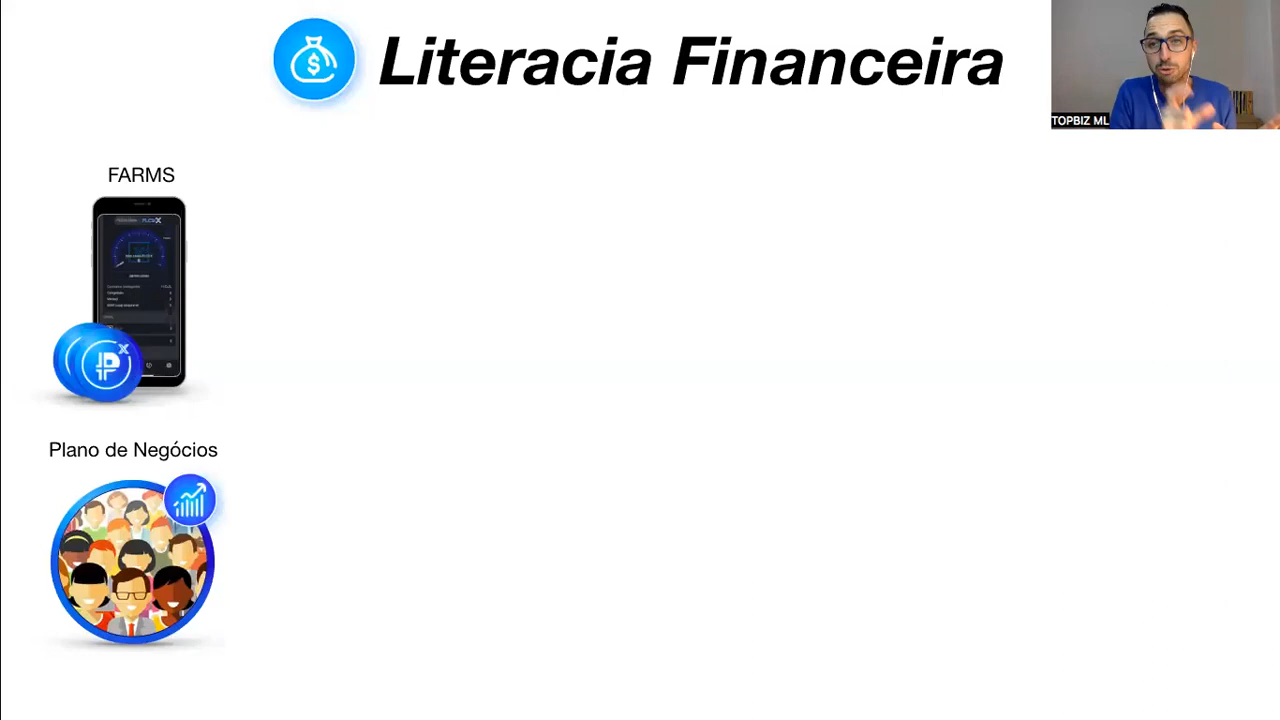 Literacia Financeira
TOPBIZ ML
FARMS
Plano de Negócios